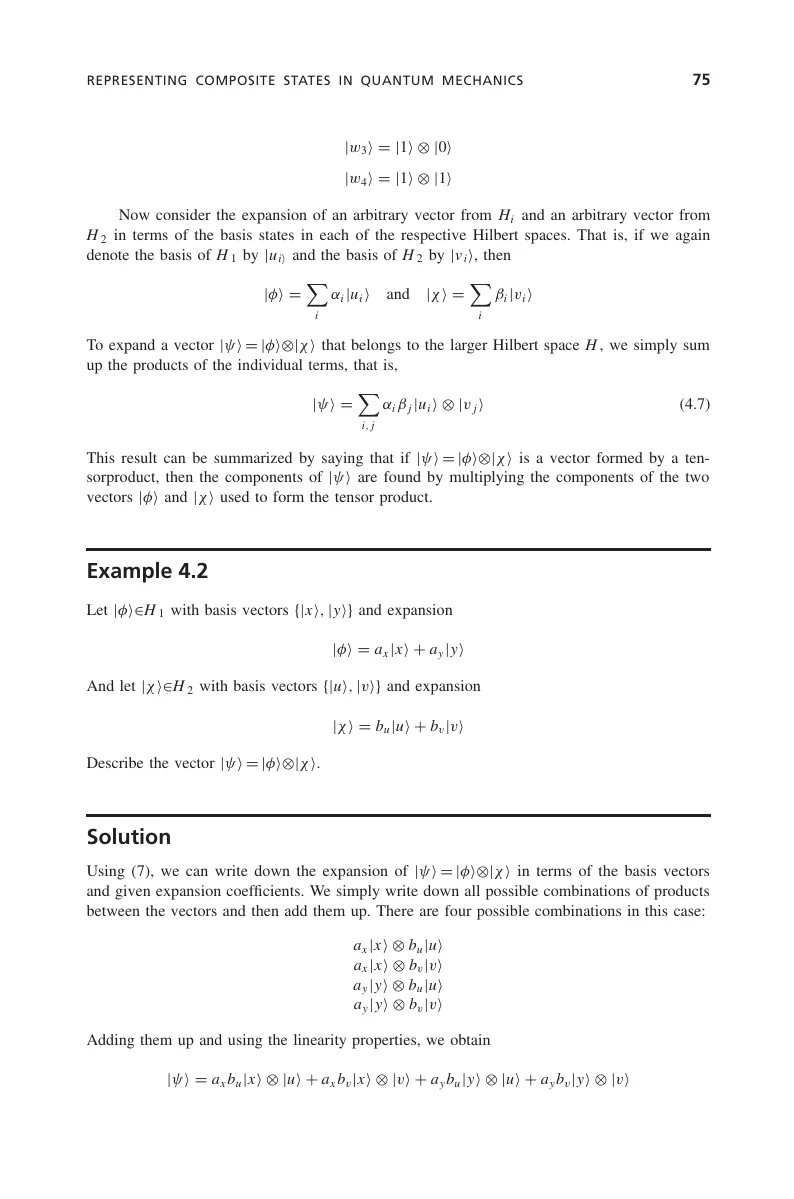 REPRESENTING COMPOSITE STATES IN QUANTUM MECHANICS 75
|w₃⟩ = |1⟩ ⊗ |0⟩
|w₄⟩ = |1⟩ ⊗ |1⟩
Now consider the expansion of an arbitrary vector from Hᵢ and an arbitrary vector from
H₂ in terms of the basis states in each of the respective Hilbert spaces. That is, if we again
denote the basis of H₁ by |uᵢ⟩ and the basis of H₂ by |vᵢ⟩, then
|ϕ⟩ = ∑ᵢ αᵢ|uᵢ⟩ and |χ⟩ = ∑ᵢ βᵢ|vᵢ⟩
To expand a vector |ψ⟩ = |ϕ⟩⊗|χ⟩ that belongs to the larger Hilbert space H, we simply sum
up the products of the individual terms, that is,
|ψ⟩ = ∑ᵢ,ⱼ αᵢβⱼ|uᵢ⟩ ⊗ |vⱼ⟩ (4.7)
This result can be summarized by saying that if |ψ⟩ = |ϕ⟩⊗|χ⟩ is a vector formed by a ten-
sorproduct, then the components of |ψ⟩ are found by multiplying the components of the two
vectors |ϕ⟩ and |χ⟩ used to form the tensor product.
Example 4.2
Let |ϕ⟩∈H₁ with basis vectors {|x⟩, |y⟩} and expansion
|ϕ⟩ = a_x|x⟩ + a_y|y⟩
And let |χ⟩∈H₂ with basis vectors {|u⟩, |v⟩} and expansion
|χ⟩ = b_u|u⟩ + b_v|v⟩
Describe the vector |ψ⟩ = |ϕ⟩⊗|χ⟩.
Solution
Using (7), we can write down the expansion of |ψ⟩ = |ϕ⟩⊗|χ⟩ in terms of the basis vectors
and given expansion coefficients. We simply write down all possible combinations of products
between the vectors and then add them up. There are four possible combinations in this case:
a_x|x⟩ ⊗ b_u|u⟩
a_x|x⟩ ⊗ b_v|v⟩
a_y|y⟩ ⊗ b_u|u⟩
a_y|y⟩ ⊗ b_v|v⟩
Adding them up and using the linearity properties, we obtain
|ψ⟩ = a_xb_u|x⟩ ⊗ |u⟩ + a_xb_v|x⟩ ⊗ |v⟩ + a_yb_u|y⟩ ⊗ |u⟩ + a_yb_v|y⟩ ⊗ |v⟩